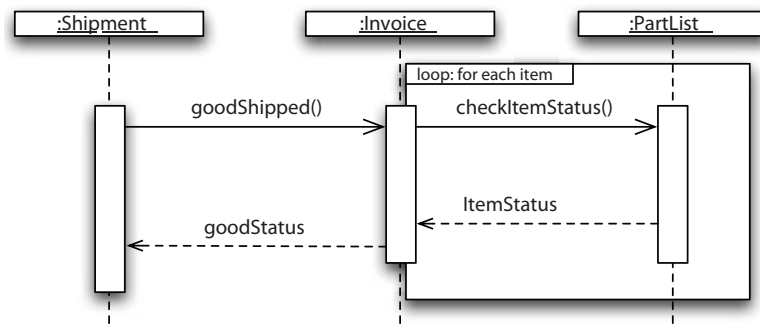 :Shipment
:Invoice
:PartList
loop: for each item
goodShipped()
checkItemStatus()
ItemStatus
goodStatus